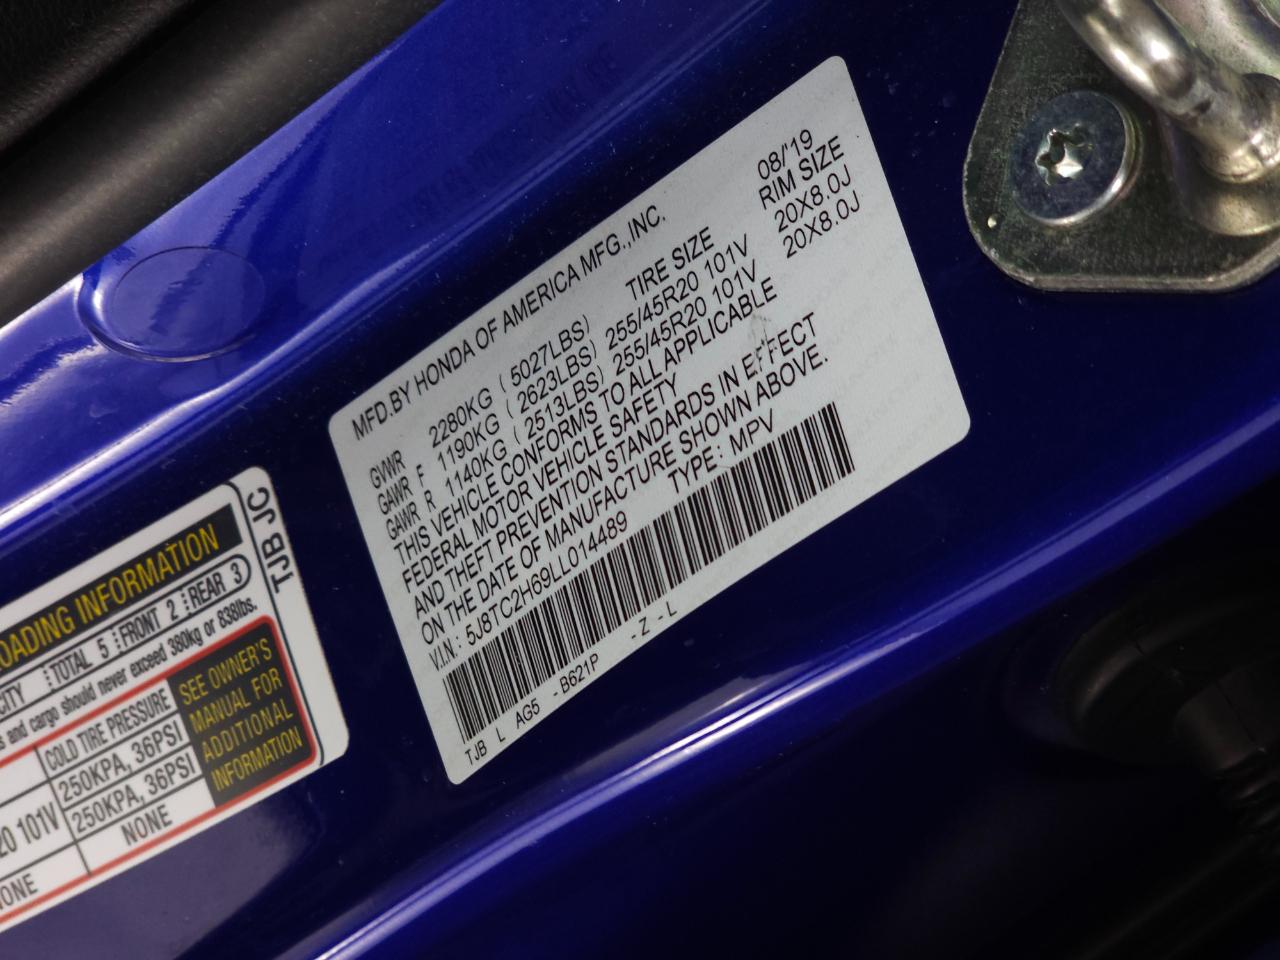 MFD.BY HONDA OF AMERICA MFG.,INC. 08/'19
GVWR 2280KG ( 5027LBS) TIRE SIZE RIM SIZE
GAWR F 1190KG ( 2623LBS) 255/45R20 101V 20X8.0J
GAWR R 1140KG ( 2513LBS) 255/45R20 101V 20X8.0J
THIS VEHICLE CONFORMS TO ALL APPLICABLE
FEDERAL MOTOR VEHICLE SAFETY
AND THEFT PREVENTION STANDARDS IN EFFECT
ON THE DATE OF MANUFACTURE SHOWN ABOVE.
V.I.N: 5J8TC2H69LL014489 TYPE: MPV
TJB L AG5 -B621P -Z-L
OADING INFORMATION
TJB JC
CITY TOTAL 5 FRONT 2 REAR 3
s and cargo should never exceed 380kg or 838lbs.
COLD TIRE PRESSURE
250KPA, 36PSI
20 101V 250KPA, 36PSI
ONE NONE
SEE OWNER'S
MANUAL FOR
ADDITIONAL
INFORMATION